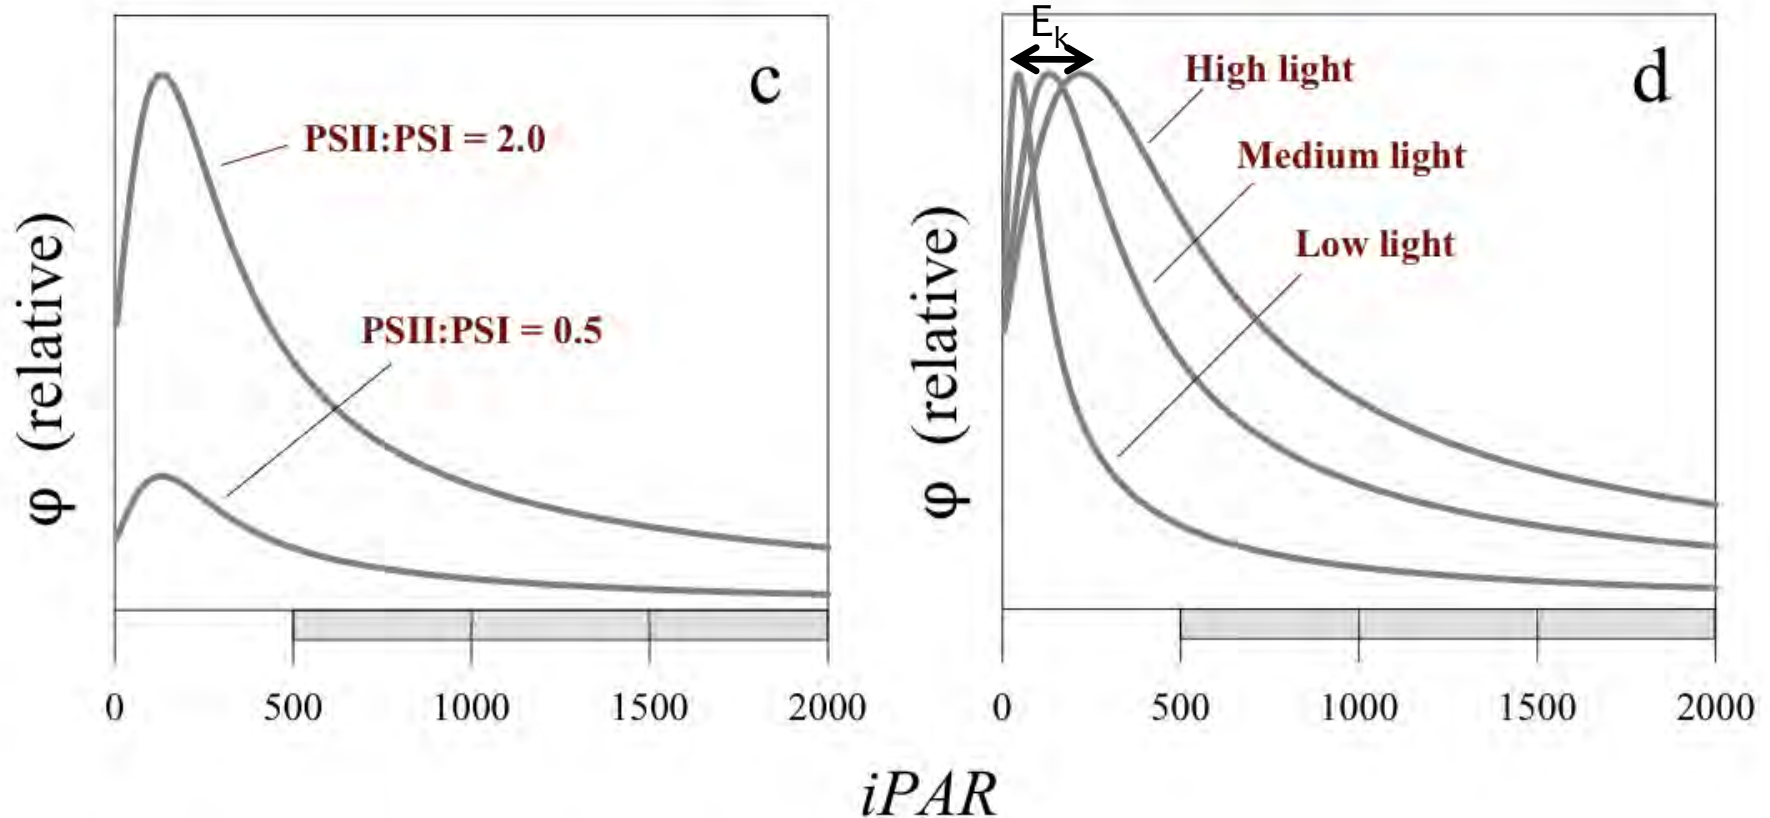 c
PSII:PSI = 2.0
PSII:PSI = 0.5
φ (relative)
0 500 1000 1500 2000
E
k
d
High light
Medium light
Low light
φ (relative)
0 500 1000 1500 2000
iPAR